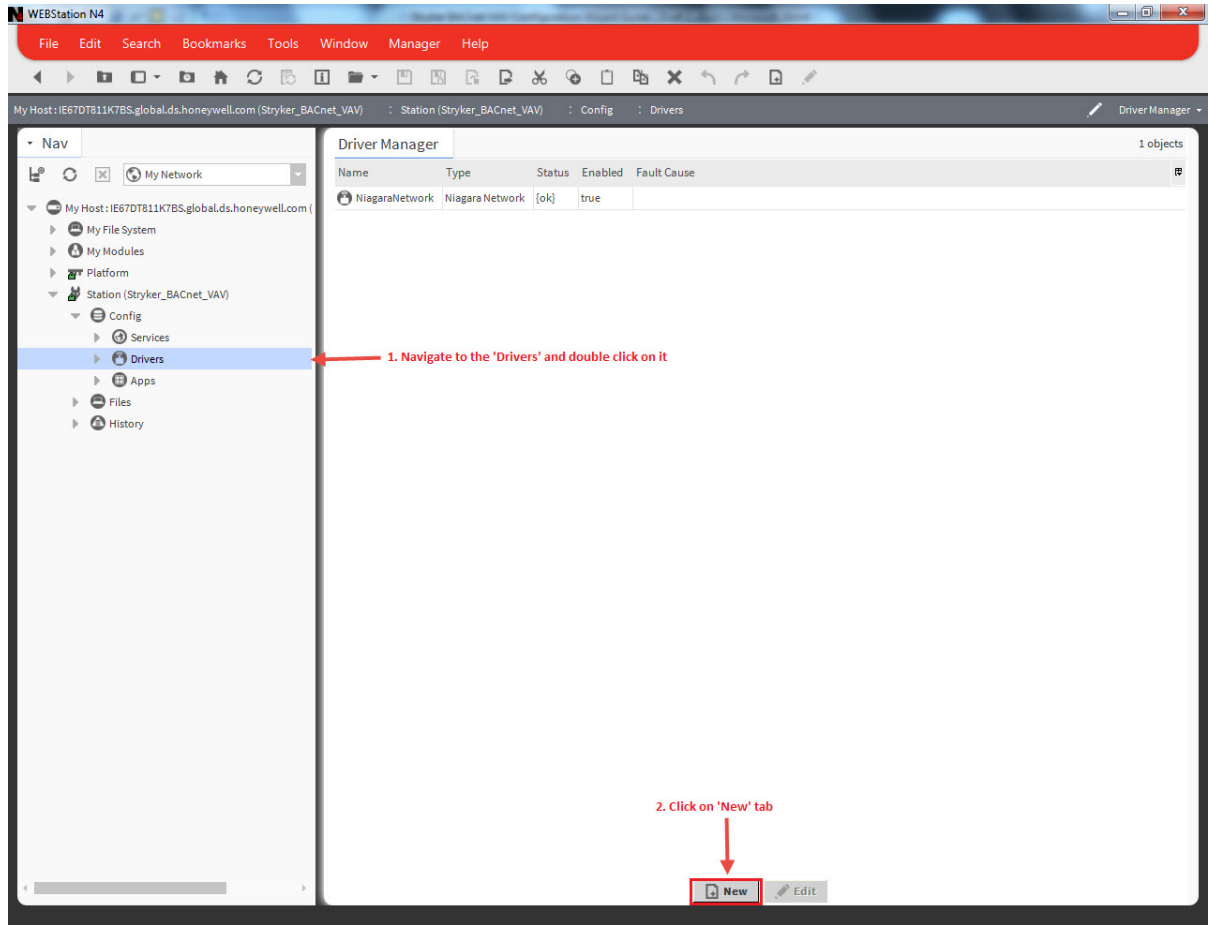 WEBStation N4
File Edit Search Bookmarks Tools Window Manager Help
My Host : IE67DT811K7BS.global.ds.honeywell.com (Stryker_BACnet_VAV) : Station (Stryker_BACnet_VAV) : Config : Drivers Driver Manager
Nav
My Network
My Host : IE67DT811K7BS.global.ds.honeywell.com (
My File System
My Modules
Platform
Station (Stryker_BACnet_VAV)
Config
Services
Drivers
Apps
Files
History
Driver Manager 1 objects
Name Type Status Enabled Fault Cause
NiagaraNetwork Niagara Network {ok} true
1. Navigate to the 'Drivers' and double click on it
2. Click on 'New' tab
New Edit